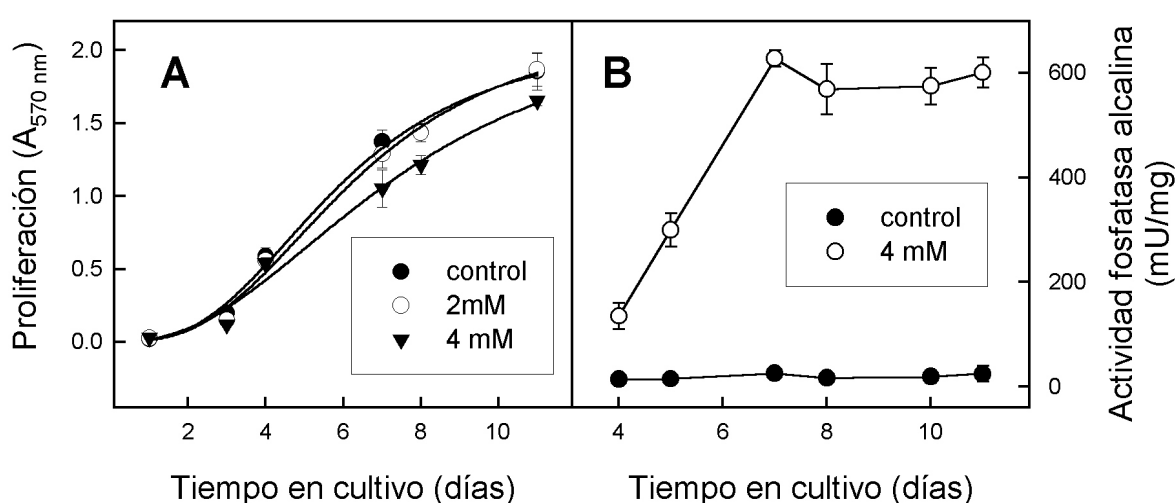 A
B
Proliferación (A570 nm)
2.0
1.5
1.0
0.5
0.0
control
2mM
4 mM
2
4
6
8
10
Tiempo en cultivo (días)
control
4 mM
4
6
8
10
Tiempo en cultivo (días)
600
400
200
0
Actividad fosfatasa alcalina
(mU/mg)